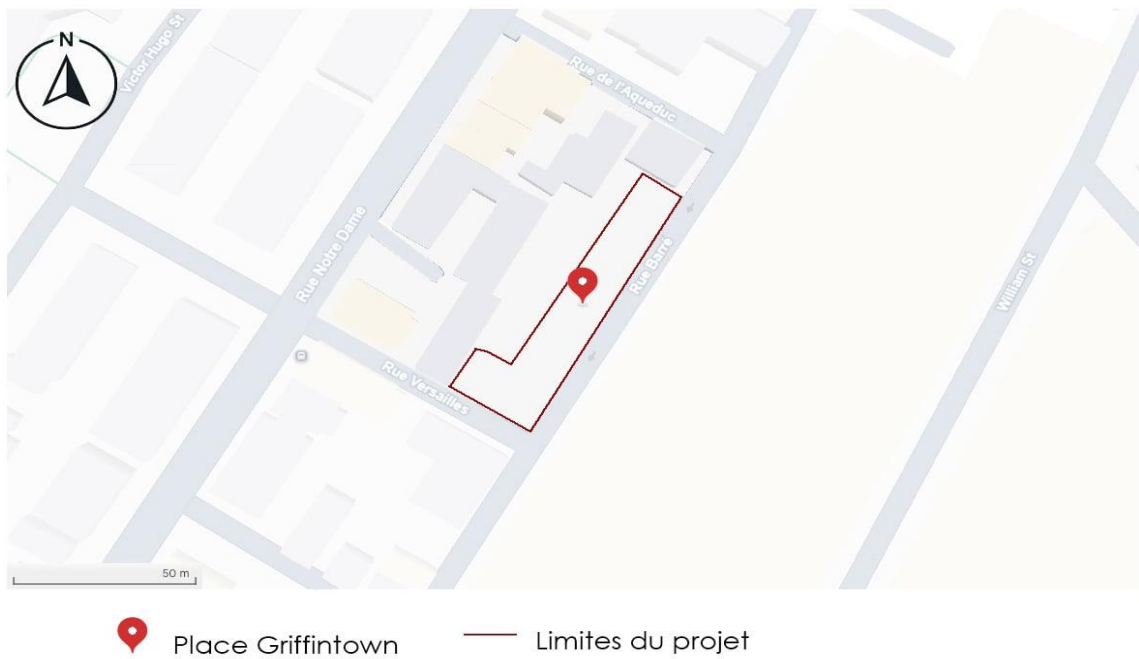 N
Victor Hugo St
Rue de l'Aqueduc
Rue Notre Dame
Rue Barré
William St
Rue Versailles
50 m
Place Griffintown
Limites du projet